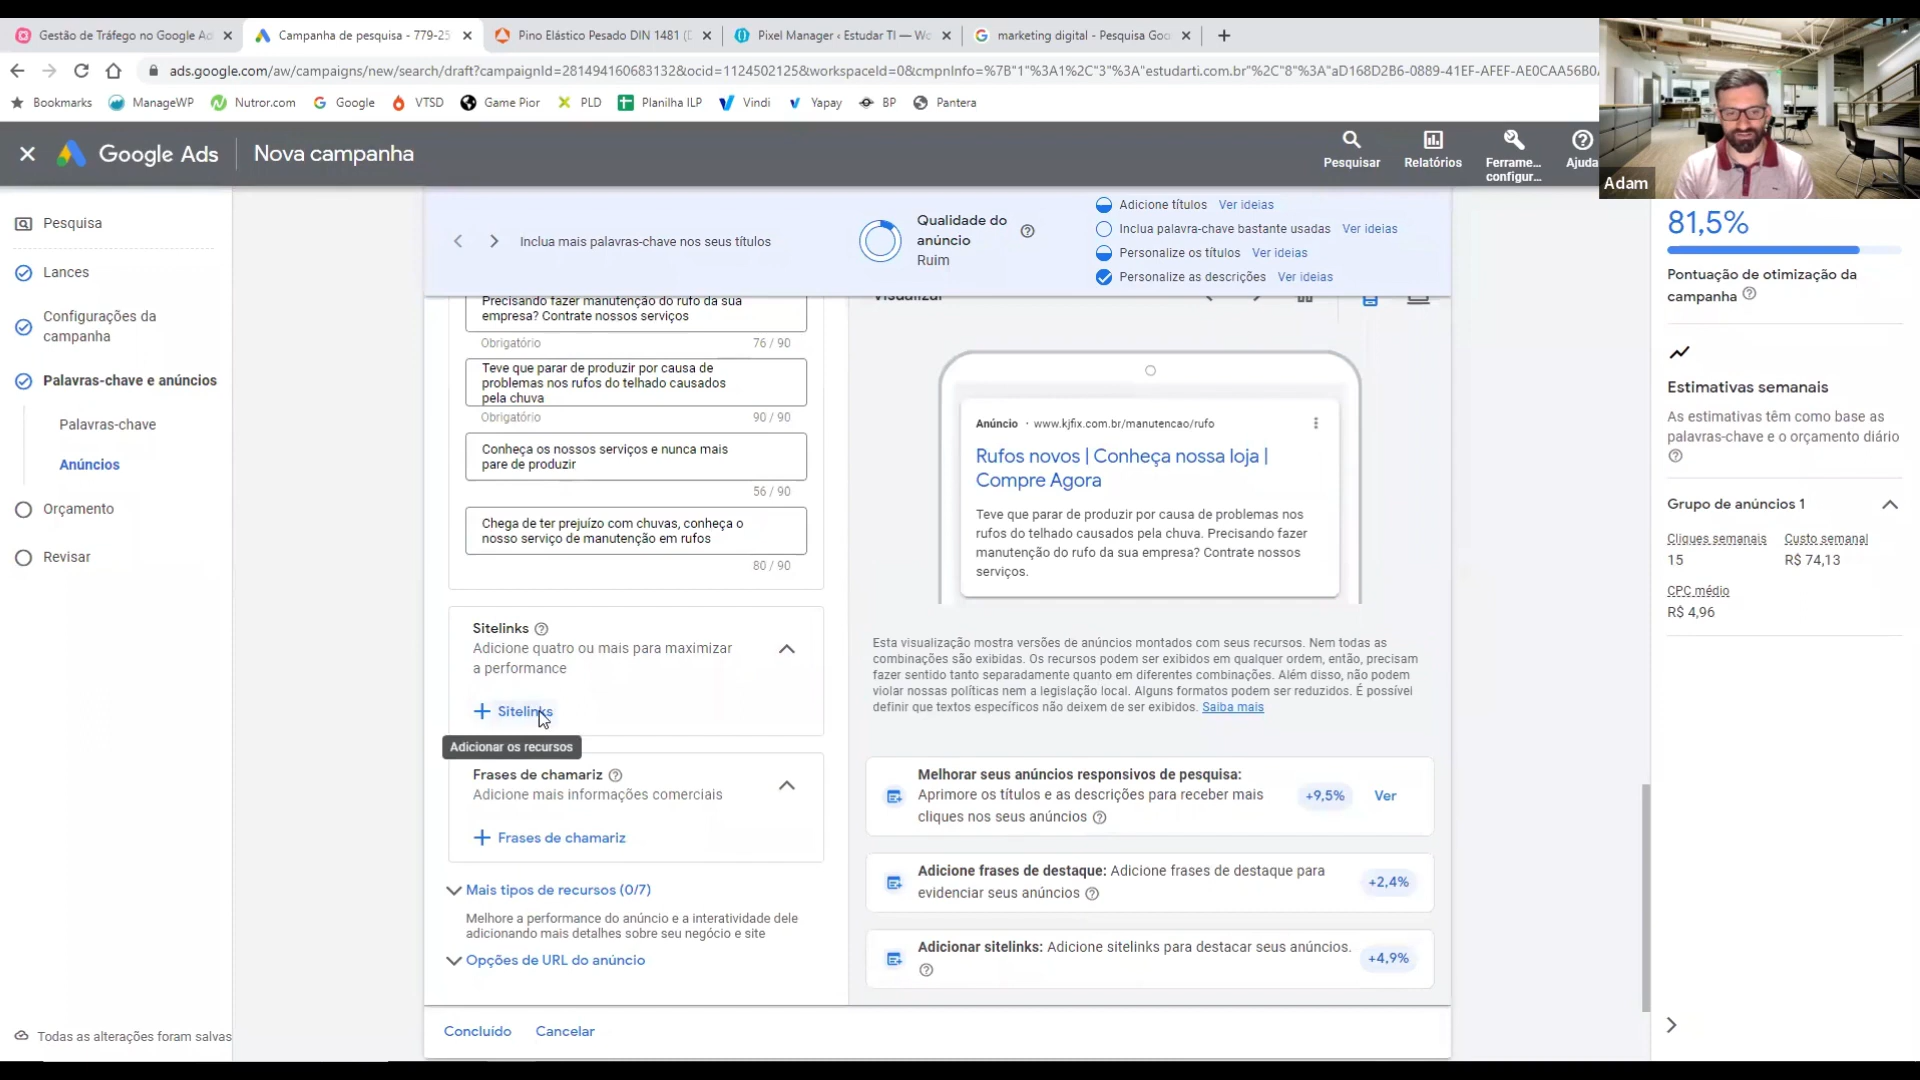 Gestão de Tráfego no Google Ad
Campanha de pesquisa - 779-25
Pino Elástico Pesado DIN 1481 (D
Pixel Manager ‹ Estudar TI — Wo
marketing digital - Pesquisa Goo
ads.google.com/aw/campaigns/new/search/draft?campaignId=281494160683132&ocid=1124502125&workspaceId=0&cmpnInfo=%7B"1"%3A1%2C"3"%3A"estudarti.com.br"%2C"8"%3A"aD168D2B6-0889-41EF-AFEF-AE0CAA56B0A
Bookmarks
ManageWP
Nutror.com
Google
VTSD
Game Pior
PLD
Planilha ILP
Vindi
Yapay
BP
Pantera
Google Ads
Nova campanha
Pesquisar
Relatórios
Ferrame...
configur...
Ajuda
Adam
Pesquisa
Lances
Configurações da
campanha
Palavras-chave e anúncios
Palavras-chave
Anúncios
Orçamento
Revisar
Todas as alterações foram salvas
Inclua mais palavras-chave nos seus títulos
Qualidade do
anúncio
Ruim
Adicione títulos Ver ideias
Inclua palavra-chave bastante usadas Ver ideias
Personalize os títulos Ver ideias
Personalize as descrições Ver ideias
Precisando fazer manutenção do rufo da sua
empresa? Contrate nossos serviços
Obrigatório 76 / 90
Teve que parar de produzir por causa de
problemas nos rufos do telhado causados
pela chuva
Obrigatório 90 / 90
Conheça os nossos serviços e nunca mais
pare de produzir
56 / 90
Chega de ter prejuízo com chuvas, conheça o
nosso serviço de manutenção em rufos
80 / 90
Sitelinks
Adicione quatro ou mais para maximizar
a performance
Sitelinks
Adicionar os recursos
Frases de chamariz
Adicione mais informações comerciais
Frases de chamariz
Mais tipos de recursos (0/7)
Melhore a performance do anúncio e a interatividade dele
adicionando mais detalhes sobre seu negócio e site
Opções de URL do anúncio
Concluído Cancelar
Visualizar
Anúncio · www.kjfix.com.br/manutencao/rufo
Rufos novos | Conheça nossa loja |
Compre Agora
Teve que parar de produzir por causa de problemas nos
rufos do telhado causados pela chuva. Precisando fazer
manutenção do rufo da sua empresa? Contrate nossos
serviços.
Esta visualização mostra versões de anúncios montados com seus recursos. Nem todas as
combinações são exibidas. Os recursos podem ser exibidos em qualquer ordem, então, precisam
fazer sentido tanto separadamente quanto em diferentes combinações. Além disso, não podem
violar nossas políticas nem a legislação local. Alguns formatos podem ser reduzidos. É possível
definir que textos específicos não deixem de ser exibidos. Saiba mais
Melhorar seus anúncios responsivos de pesquisa:
Aprimore os títulos e as descrições para receber mais
cliques nos seus anúncios
+9,5% Ver
Adicione frases de destaque: Adicione frases de destaque para
evidenciar seus anúncios
+2,4%
Adicionar sitelinks: Adicione sitelinks para destacar seus anúncios.
+4,9%
81,5%
Pontuação de otimização da
campanha
Estimativas semanais
As estimativas têm como base as
palavras-chave e o orçamento diário
Grupo de anúncios 1
Cliques semanais Custo semanal
15 R$ 74,13
CPC médio
R$ 4,96